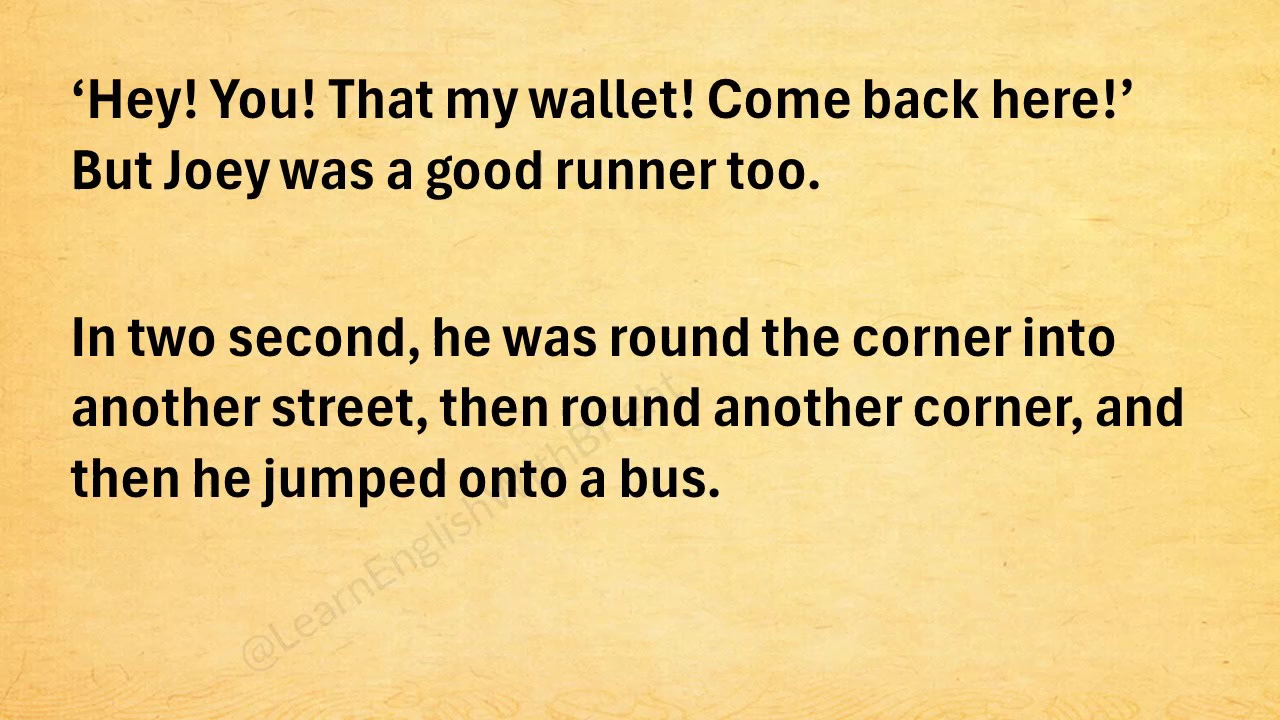 ‘Hey! You! That my wallet! Come back here!’
But Joey was a good runner too.
In two second, he was round the corner into
another street, then round another corner, and
then he jumped onto a bus.
@LearnEnglishWithBright